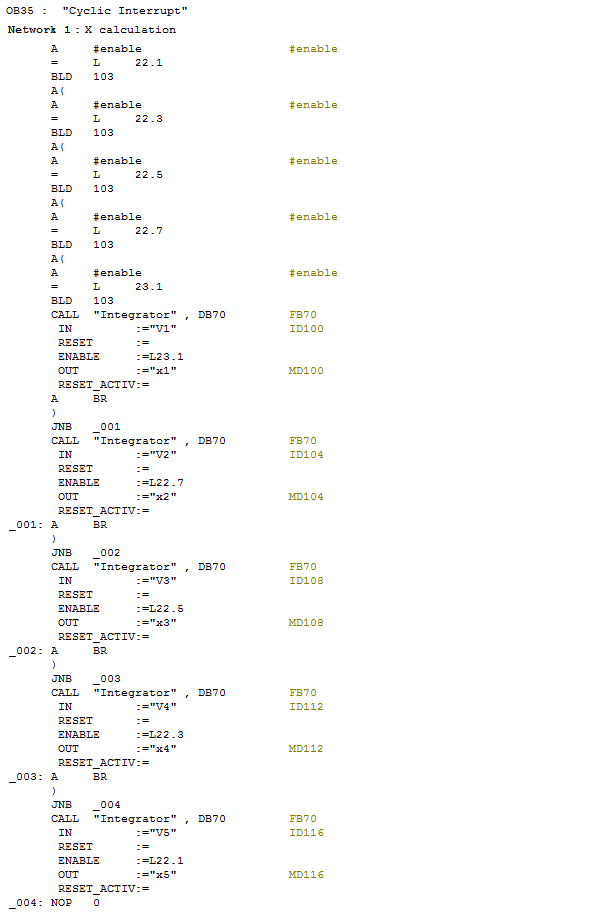 OB35 :  "Cyclic Interrupt"
Network 1 : X calculation
      A     #enable                     #enable
      =     L     22.1
      BLD   103
      A(
      A     #enable                     #enable
      =     L     22.3
      BLD   103
      A(
      A     #enable                     #enable
      =     L     22.5
      BLD   103
      A(
      A     #enable                     #enable
      =     L     22.7
      BLD   103
      A(
      A     #enable                     #enable
      =     L     23.1
      BLD   103
      CALL  "Integrator" , DB70         FB70
       IN         :="V1"                ID100
       RESET      :=
       ENABLE     :=L23.1
       OUT        :="x1"                MD100
       RESET_ACTIV:=
      A     BR
      )
      JNB   _001
      CALL  "Integrator" , DB70         FB70
       IN         :="V2"                ID104
       RESET      :=
       ENABLE     :=L22.7
       OUT        :="x2"                MD104
       RESET_ACTIV:=
_001: A     BR
      )
      JNB   _002
      CALL  "Integrator" , DB70         FB70
       IN         :="V3"                ID108
       RESET      :=
       ENABLE     :=L22.5
       OUT        :="x3"                MD108
       RESET_ACTIV:=
_002: A     BR
      )
      JNB   _003
      CALL  "Integrator" , DB70         FB70
       IN         :="V4"                ID112
       RESET      :=
       ENABLE     :=L22.3
       OUT        :="x4"                MD112
       RESET_ACTIV:=
_003: A     BR
      )
      JNB   _004
      CALL  "Integrator" , DB70         FB70
       IN         :="V5"                ID116
       RESET      :=
       ENABLE     :=L22.1
       OUT        :="x5"                MD116
       RESET_ACTIV:=
_004: NOP   0